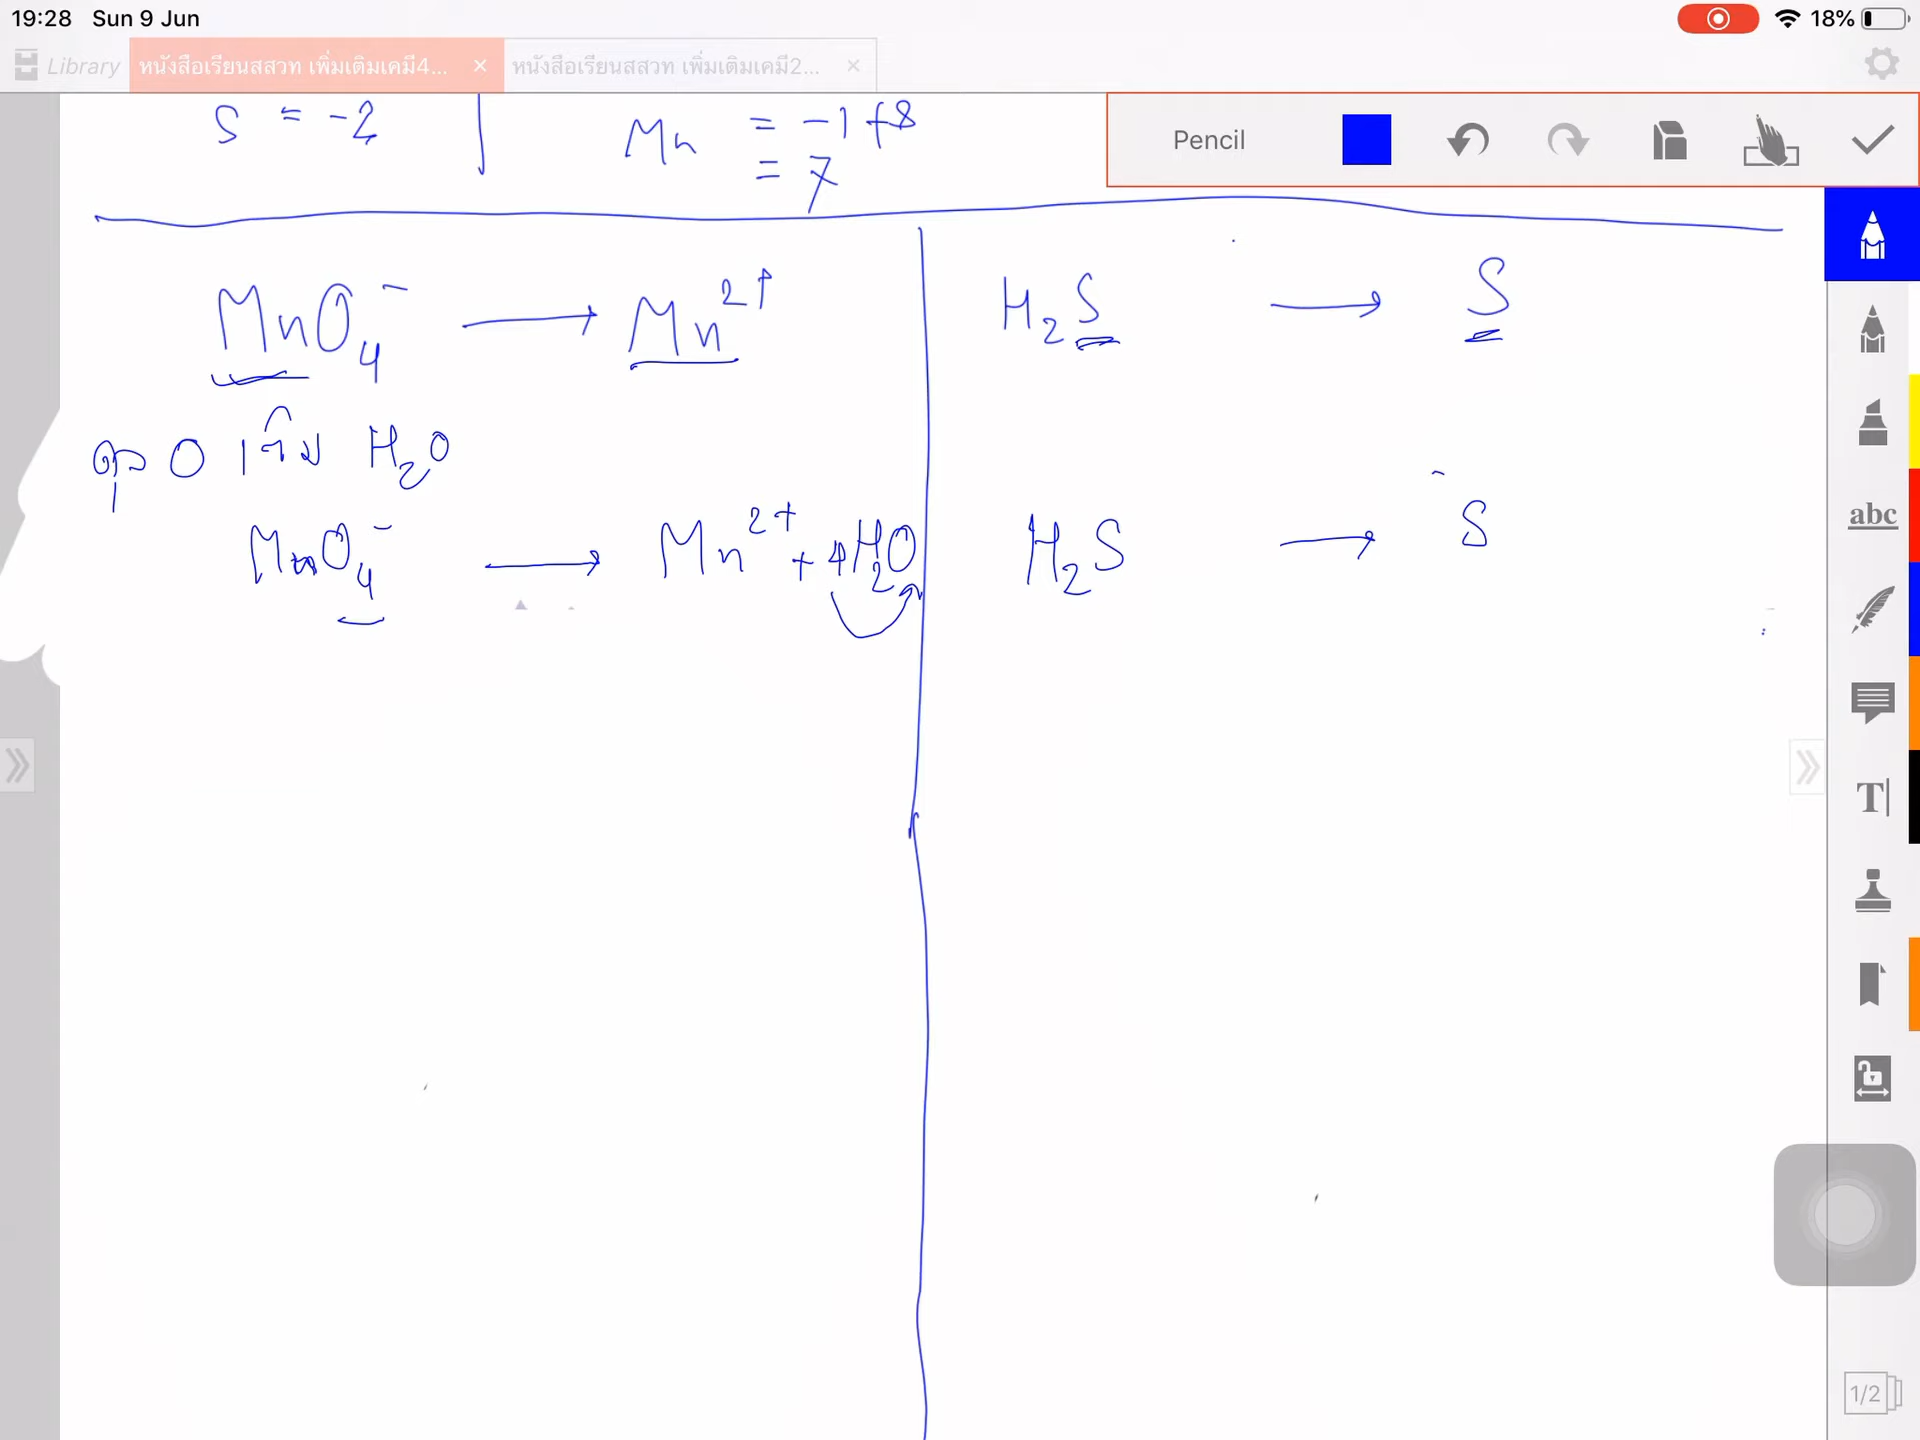 19:28 Sun 9 Jun
18%
Library
หนังสือเรียนสสวท เพิ่มเติมเคมี4... ×
หนังสือเรียนสสวท เพิ่มเติมเคมี2... ×
Pencil
S = -2
Mn = -1 + 8
= 7
MnO₄⁻ → Mn²⁺
H₂S → S
ดุล O เติม H₂O
MnO₄⁻ → Mn²⁺ + 4H₂O
H₂S → S
abc
T
1/2